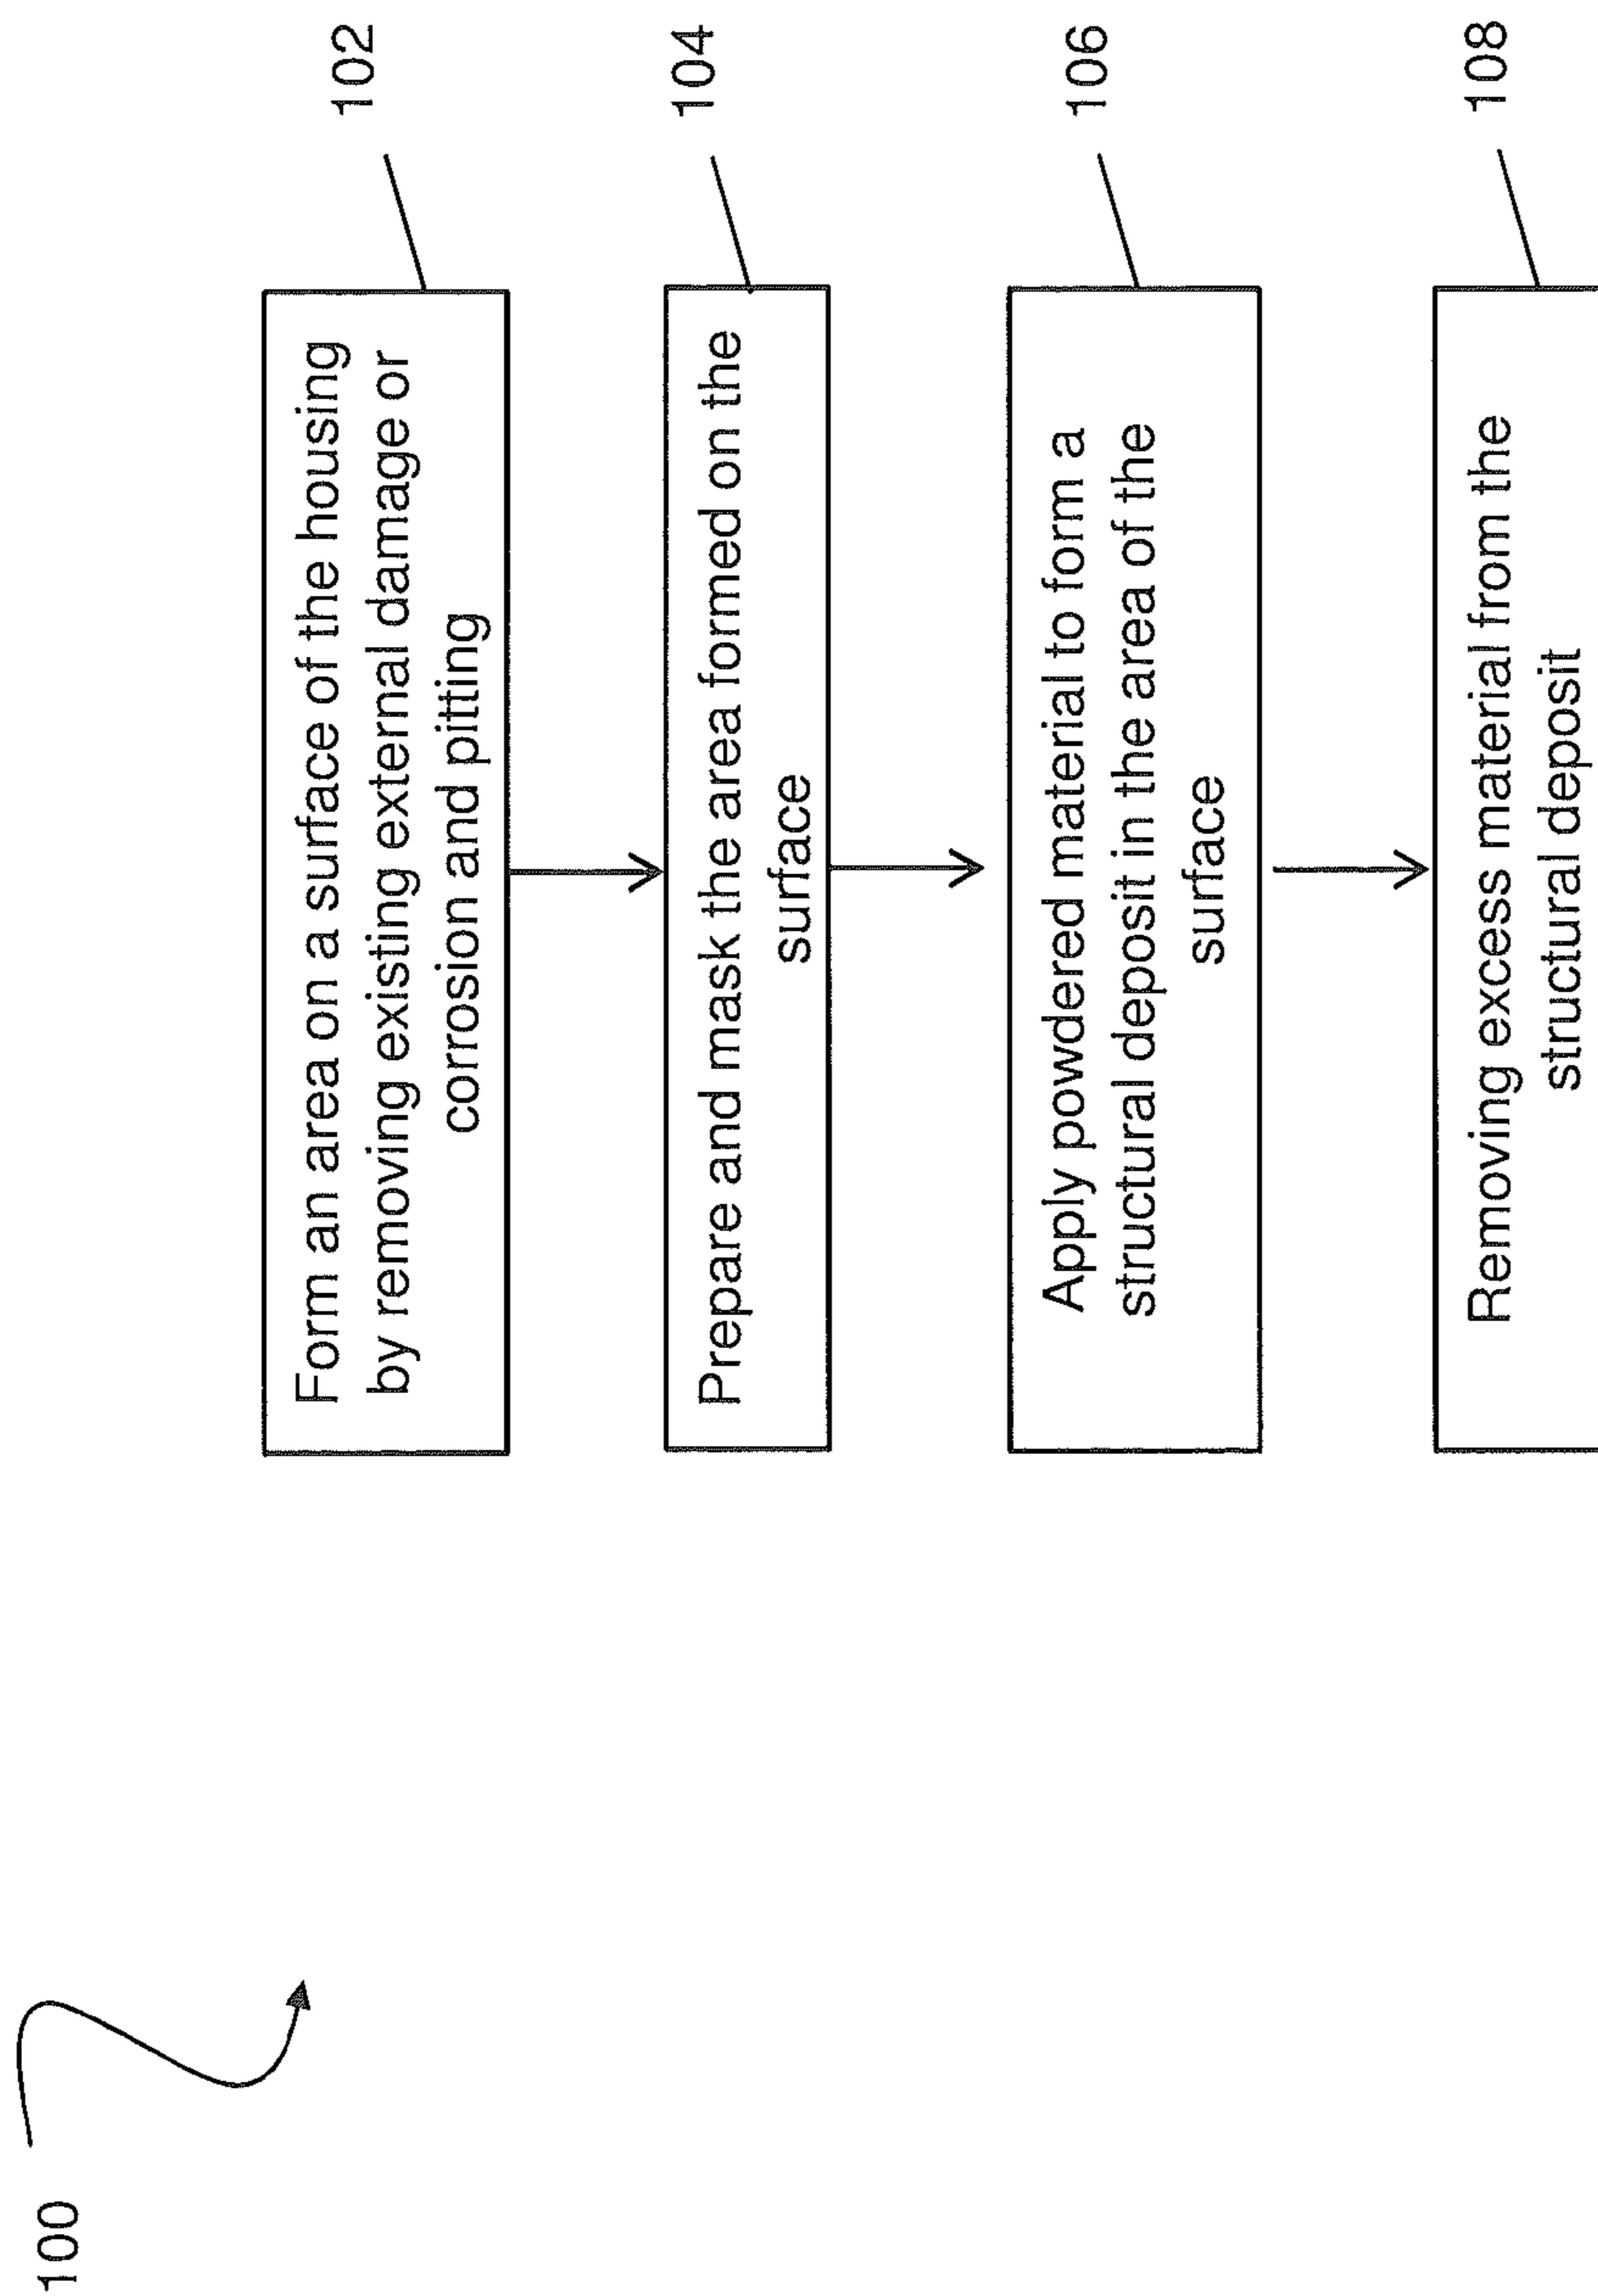 100
Form an area on a surface of the housing
by removing existing external damage or
corrosion and pitting
102
Prepare and mask the area formed on the
surface
104
Apply powdered material to form a
structural deposit in the area of the
surface
106
Removing excess material from the
structural deposit
108